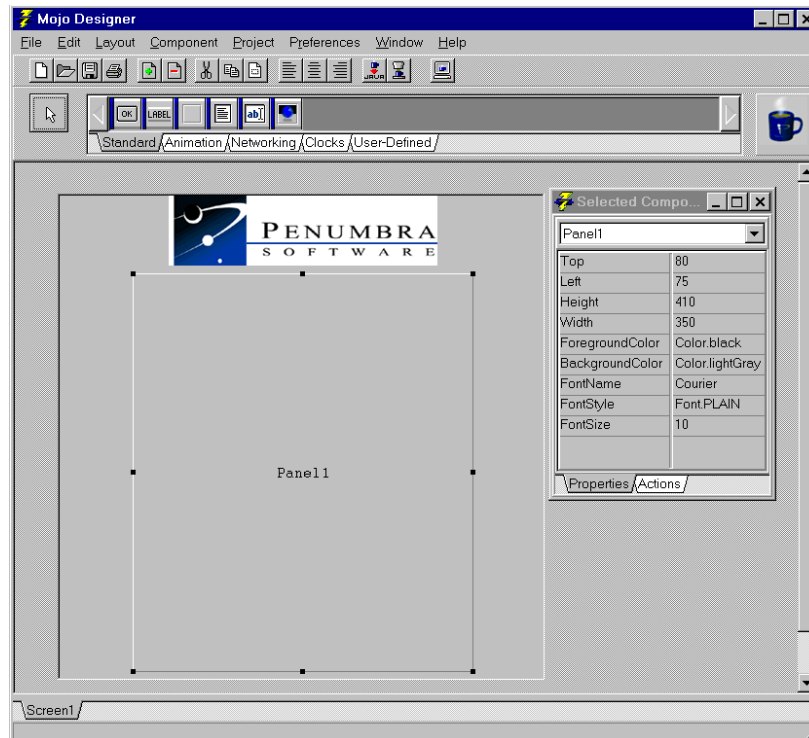 Mojo Designer
File Edit Layout Component Project Preferences Window Help
JAVA
OK LABEL ab
Standard Animation Networking Clocks User-Defined
PENUMBRA
SOFTWARE
Panel1
Selected Compo...
Panel1
Top 80
Left 75
Height 410
Width 350
ForegroundColor Color.black
BackgroundColor Color.lightGray
FontName Courier
FontStyle Font.PLAIN
FontSize 10
Properties Actions
Screen1